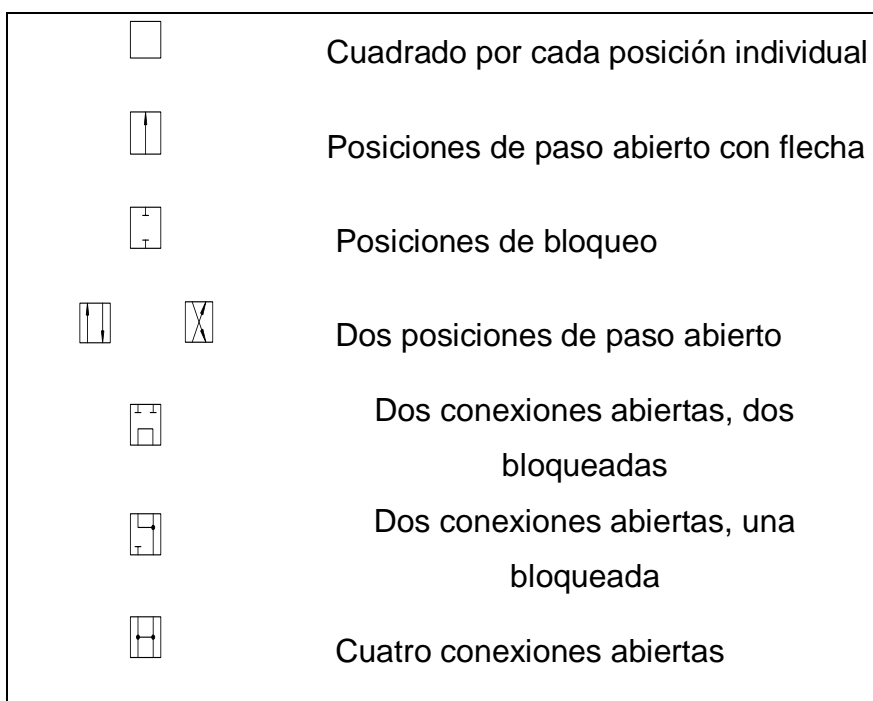 Cuadrado por cada posición individual
Posiciones de paso abierto con flecha
Posiciones de bloqueo
Dos posiciones de paso abierto
Dos conexiones abiertas, dos
bloqueadas
Dos conexiones abiertas, una
bloqueada
Cuatro conexiones abiertas